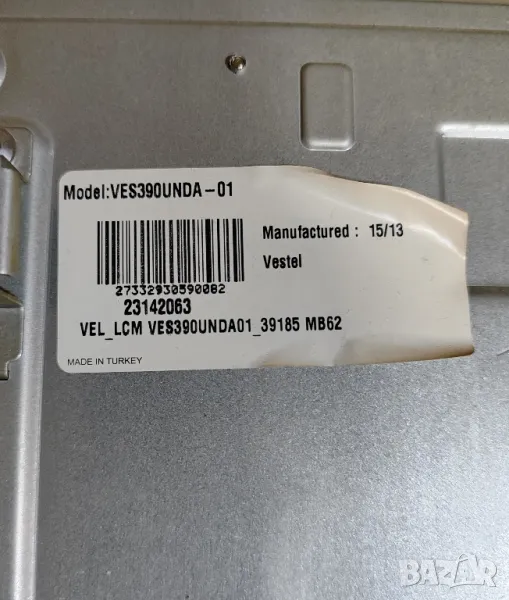 Model:VES390UNDA-01
Manufactured : 15/13
Vestel
27332930590082
23142063
VEL_LCM VES390UNDA01_39185 MB62
MADE IN TURKEY
BAZAR